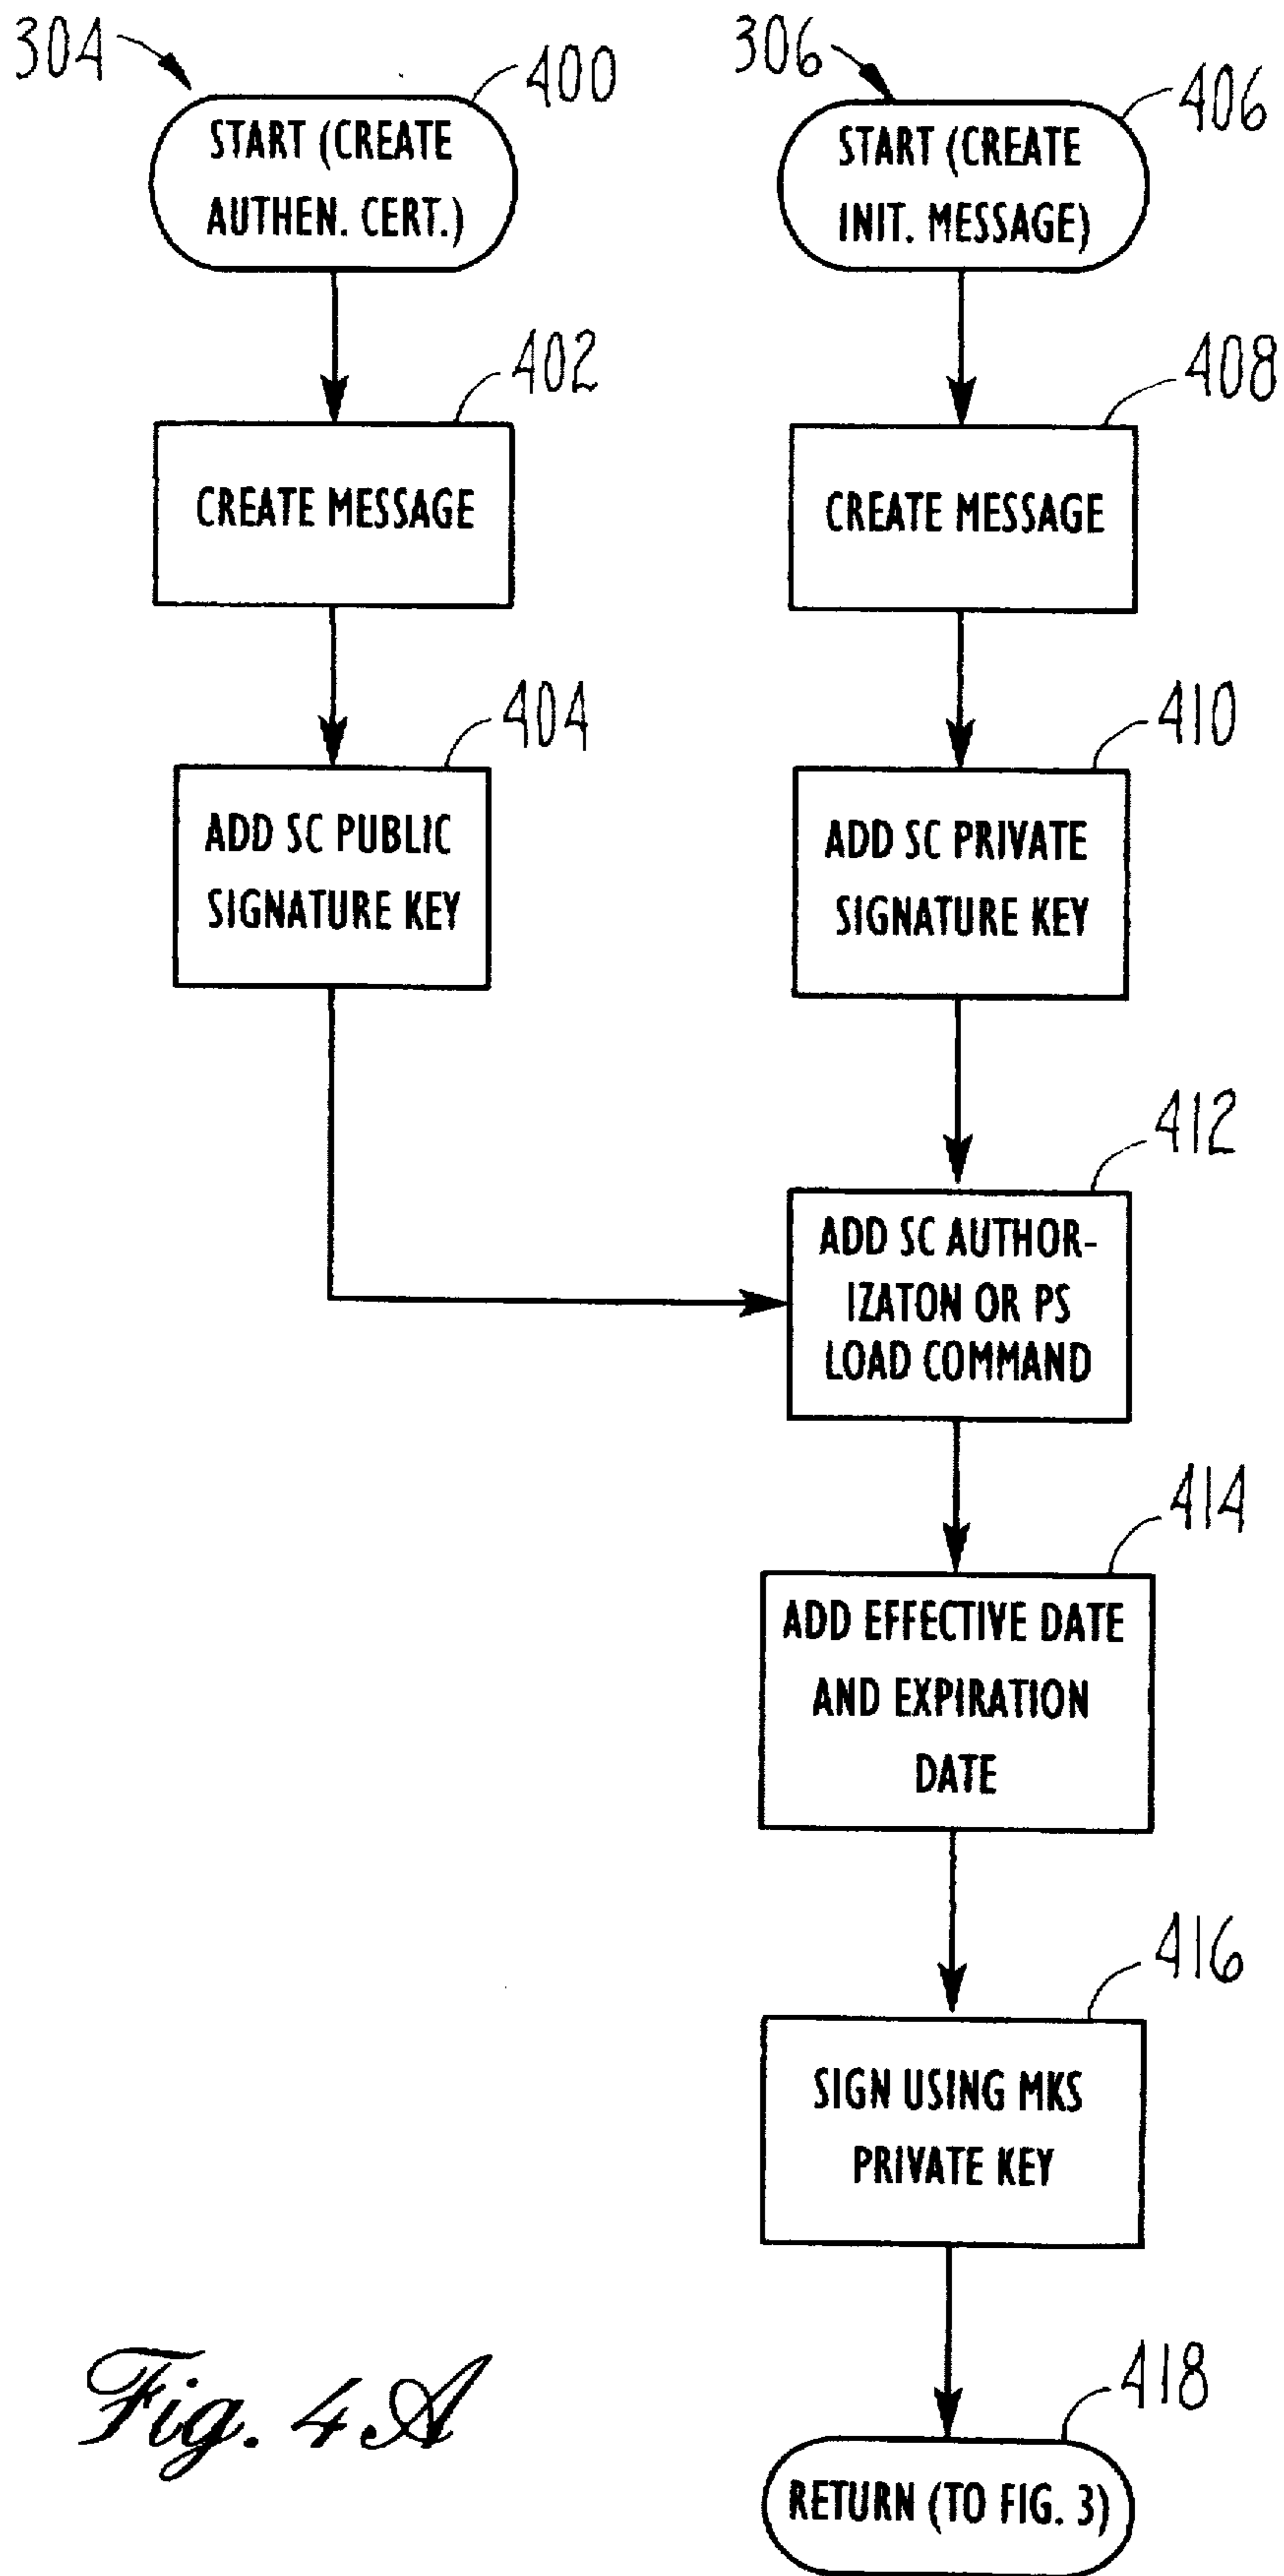 304
400
START (CREATE
AUTHEN. CERT.)
402
CREATE MESSAGE
404
ADD SC PUBLIC
SIGNATURE KEY
306
406
START (CREATE
INIT. MESSAGE)
408
CREATE MESSAGE
410
ADD SC PRIVATE
SIGNATURE KEY
412
ADD SC AUTHOR-
IZATON OR PS
LOAD COMMAND
414
ADD EFFECTIVE DATE
AND EXPIRATION
DATE
416
SIGN USING MKS
PRIVATE KEY
418
RETURN (TO FIG. 3)
Fig. 4A